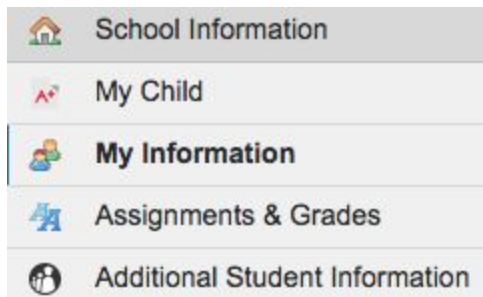 School Information
A+
My Child
My Information
Assignments & Grades
Additional Student Information